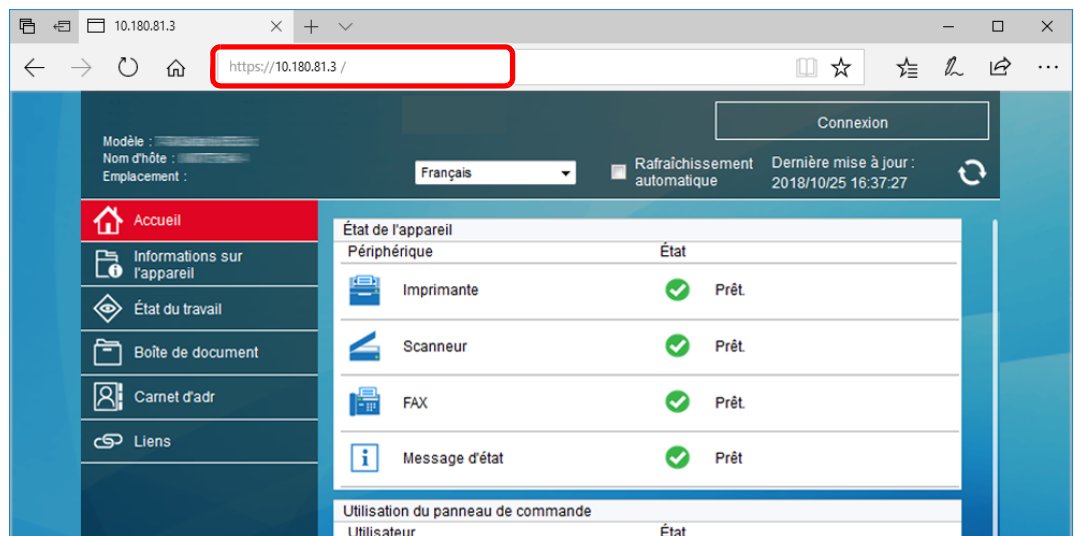 10.180.81.3
https://10.180.81.3 /
Connexion
Modèle :
Nom d'hôte :
Emplacement :
Français
Rafraîchissement
automatique
Dernière mise à jour :
2018/10/25 16:37:27
Accueil
Informations sur
l'appareil
État du travail
Boîte de document
Carnet d'adr
Liens
État de l'appareil
Périphérique État
Imprimante Prêt.
Scanneur Prêt.
FAX Prêt.
Message d'état Prêt
Utilisation du panneau de commande
Utilisateur État